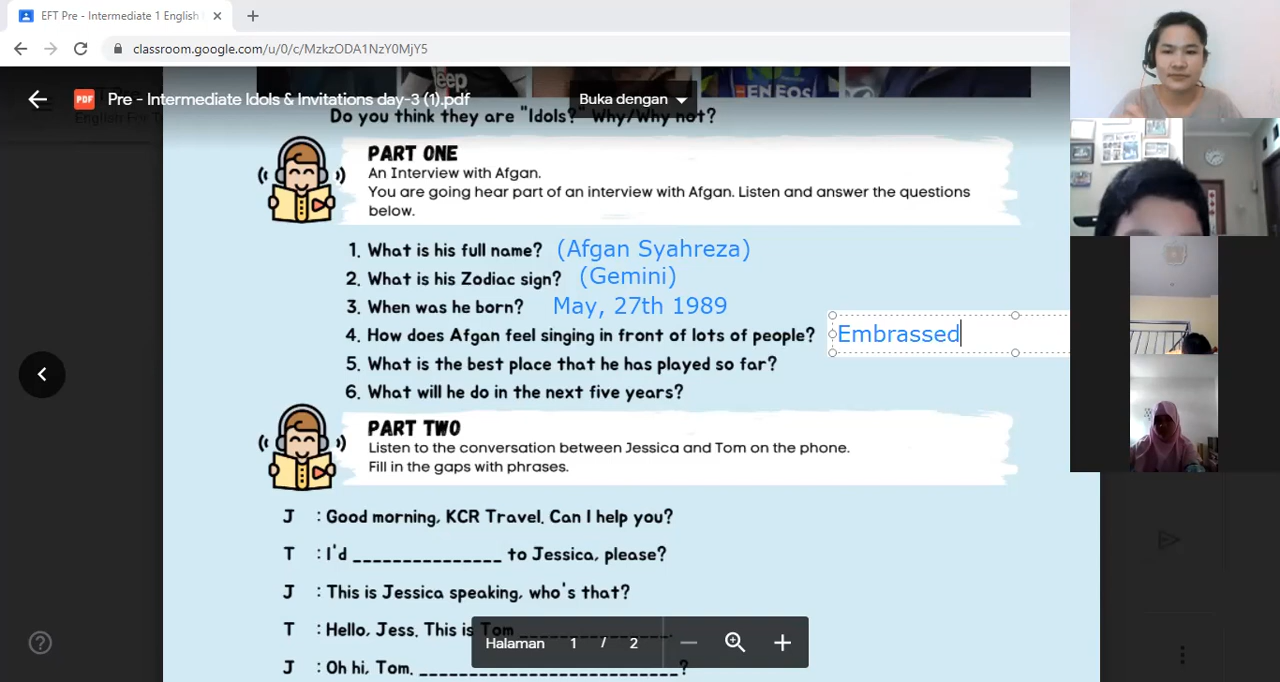 EFT Pre - Intermediate 1 English
classroom.google.com/u/0/c/MzkzODA1NzY0MjY5
Jeep
ENEOS
Pre - Intermediate Idols & Invitations day-3 (1).pdf
PDF
Buka dengan
Do you think they are "Idols?" Why/Why not?
PART ONE
An Interview with Afgan.
You are going hear part of an interview with Afgan. Listen and answer the questions
below.
1. What is his full name? (Afgan Syahreza)
2. What is his Zodiac sign? (Gemini)
3. When was he born? May, 27th 1989
4. How does Afgan feel singing in front of lots of people? Embrassed
5. What is the best place that he has played so far?
6. What will he do in the next five years?
PART TWO
Listen to the conversation between Jessica and Tom on the phone.
Fill in the gaps with phrases.
J : Good morning, KCR Travel. Can I help you?
T : I'd _______________ to Jessica, please?
J : This is Jessica speaking, who's that?
T : Hello, Jess. This is Tom _______________.
Halaman 1 / 2
J : Oh hi, Tom. __________________________?